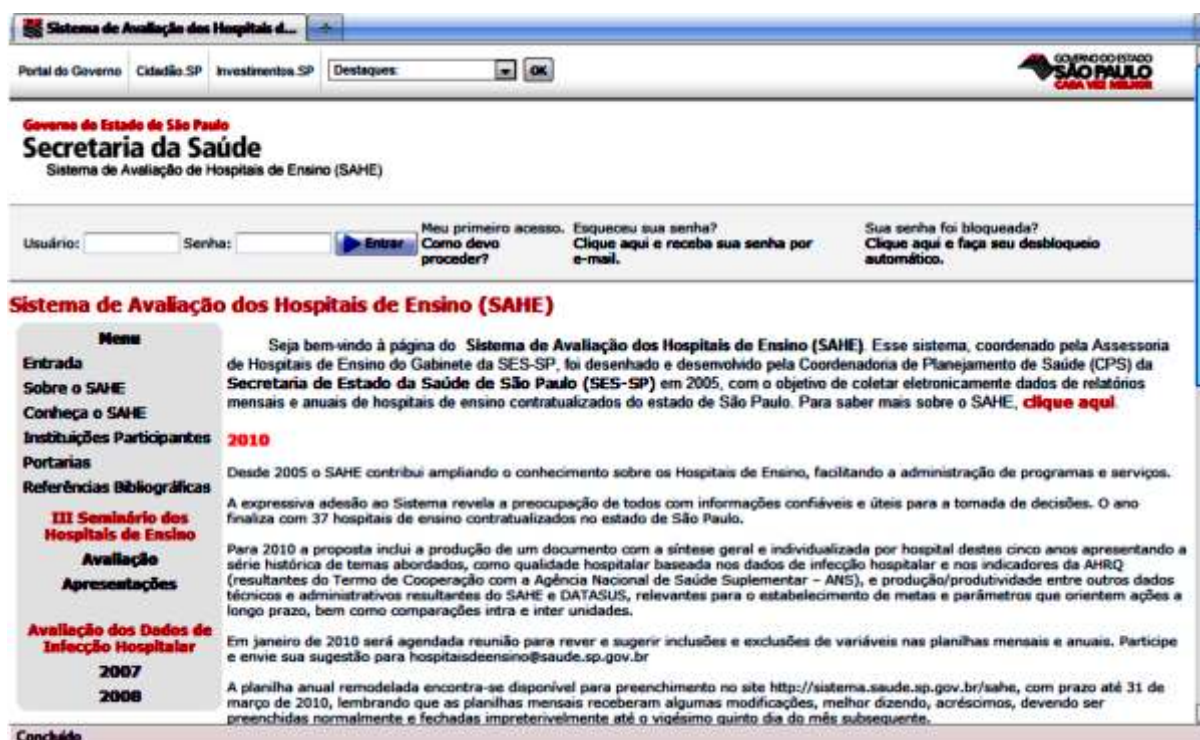 Sistema de Avaliação dos Hospitais d...
Portal do Governo Cidadão.SP Investimentos.SP Destaques: OK
GOVERNO DO ESTADO
SÃO PAULO
CADA VEZ MELHOR
Governo do Estado de São Paulo
Secretaria da Saúde
Sistema de Avaliação de Hospitais de Ensino (SAHE)
Usuário: Senha: Entrar
Meu primeiro acesso.
Como devo
proceder?
Esqueceu sua senha?
Clique aqui e receba sua senha por
e-mail.
Sua senha foi bloqueada?
Clique aqui e faça seu desbloqueio
automático.
Sistema de Avaliação dos Hospitais de Ensino (SAHE)
Menu
Entrada
Sobre o SAHE
Conheça o SAHE
Instituições Participantes
Portarias
Referências Bibliográficas
III Seminário dos
Hospitais de Ensino
Avaliação
Apresentações
Avaliação dos Dados de
Infecção Hospitalar
2007
2008
Seja bem-vindo à página do Sistema de Avaliação dos Hospitais de Ensino (SAHE). Esse sistema, coordenado pela Assessoria
de Hospitais de Ensino do Gabinete da SES-SP, foi desenhado e desenvolvido pela Coordenadoria de Planejamento de Saúde (CPS) da
Secretaria de Estado da Saúde de São Paulo (SES-SP) em 2005, com o objetivo de coletar eletronicamente dados de relatórios
mensais e anuais de hospitais de ensino contratualizados do estado de São Paulo. Para saber mais sobre o SAHE, clique aqui.
2010
Desde 2005 o SAHE contribui ampliando o conhecimento sobre os Hospitais de Ensino, facilitando a administração de programas e serviços.
A expressiva adesão ao Sistema revela a preocupação de todos com informações confiáveis e úteis para a tomada de decisões. O ano
finaliza com 37 hospitais de ensino contratualizados no estado de São Paulo.
Para 2010 a proposta inclui a produção de um documento com a síntese geral e individualizada por hospital destes cinco anos apresentando a
série histórica de temas abordados, como qualidade hospitalar baseada nos dados de infecção hospitalar e nos indicadores da AHRQ
(resultantes do Termo de Cooperação com a Agência Nacional de Saúde Suplementar – ANS), e produção/produtividade entre outros dados
técnicos e administrativos resultantes do SAHE e DATASUS, relevantes para o estabelecimento de metas e parâmetros que orientem ações a
longo prazo, bem como comparações intra e inter unidades.
Em janeiro de 2010 será agendada reunião para rever e sugerir inclusões e exclusões de variáveis nas planilhas mensais e anuais. Participe
e envie sua sugestão para hospitaisdeensino@saude.sp.gov.br
A planilha anual remodelada encontra-se disponível para preenchimento no site http://sistema.saude.sp.gov.br/sahe, com prazo até 31 de
março de 2010, lembrando que as planilhas mensais receberam algumas modificações, melhor dizendo, acréscimos, devendo ser
preenchidas normalmente e fechadas impreterivelmente até o vigésimo quinto dia do mês subsequente.
Concluído